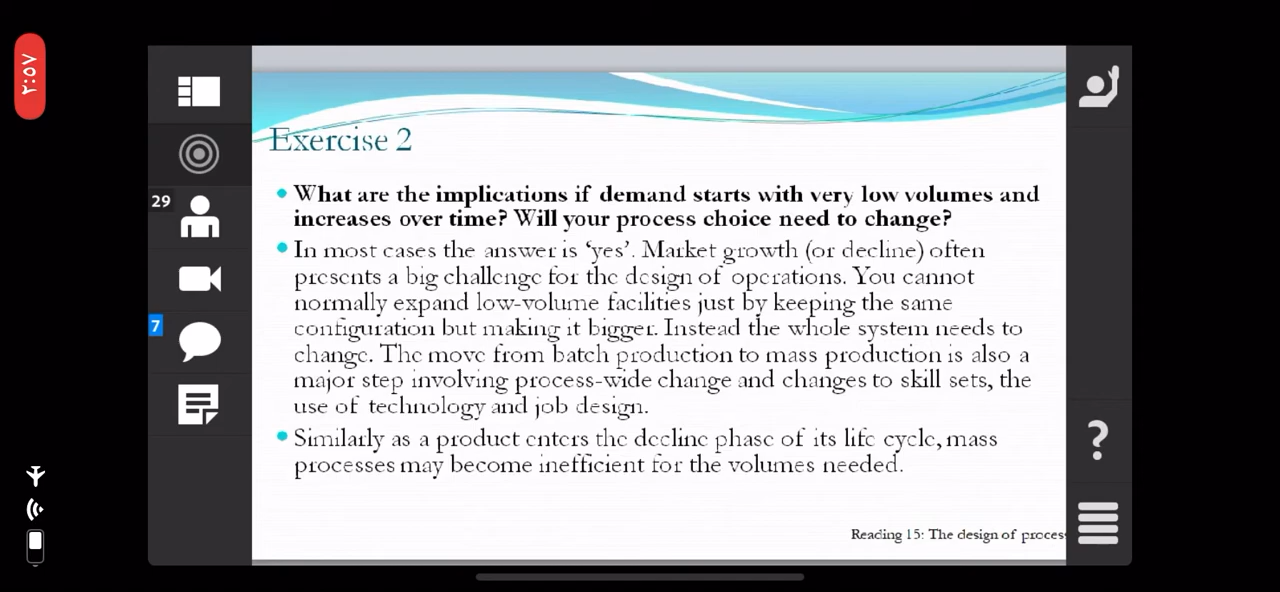 ٢:٥٧
29
7
Exercise 2
What are the implications if demand starts with very low volumes and
increases over time? Will your process choice need to change?
In most cases the answer is ‘yes’. Market growth (or decline) often
presents a big challenge for the design of operations. You cannot
normally expand low-volume facilities just by keeping the same
configuration but making it bigger. Instead the whole system needs to
change. The move from batch production to mass production is also a
major step involving process-wide change and changes to skill sets, the
use of technology and job design.
Similarly as a product enters the decline phase of its life cycle, mass
processes may become inefficient for the volumes needed.
Reading 15: The design of proces
?